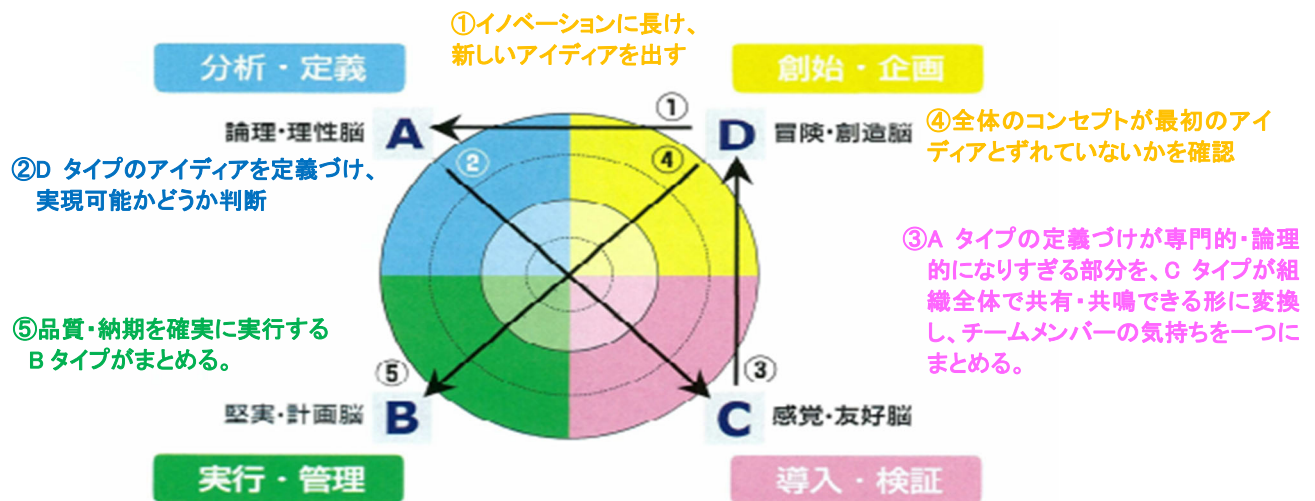 ①イノベーションに長け、
新しいアイディアを出す
分析・定義
創始・企画
①
論理・理性脳
A
D
冒険・創造脳
④全体のコンセプトが最初のアイ
ディアとずれていないかを確認
②
④
②D タイプのアイディアを定義づけ、
実現可能かどうか判断
③A タイプの定義づけが専門的・論理
的になりすぎる部分を、C タイプが組
織全体で共有・共鳴できる形に変換
し、チームメンバーの気持ちを一つに
まとめる。
⑤品質・納期を確実に実行する
B タイプがまとめる。
⑤
③
堅実・計画脳
B
C
感覚・友好脳
実行・管理
導入・検証